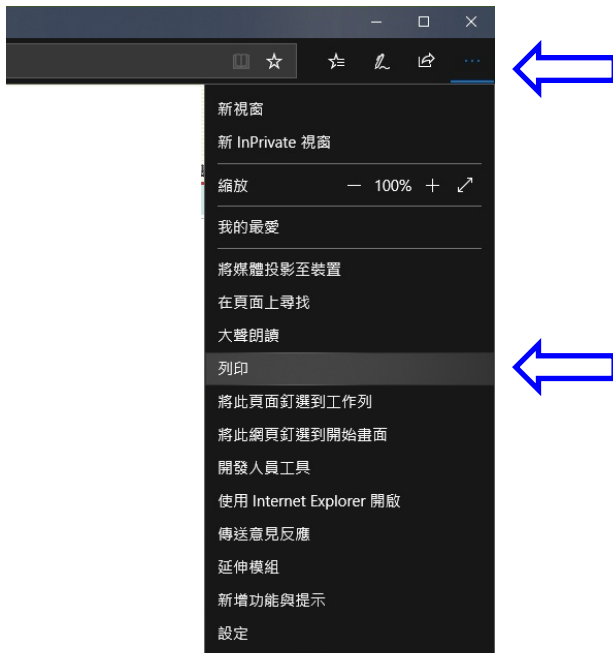 新視窗
新 InPrivate 視窗
縮放 — 100% +
我的最愛
將媒體投影至裝置
在頁面上尋找
大聲朗讀
列印
將此頁面釘選到工作列
將此網頁釘選到開始畫面
開發人員工具
使用 Internet Explorer 開啟
傳送意見反應
延伸模組
新增功能與提示
設定